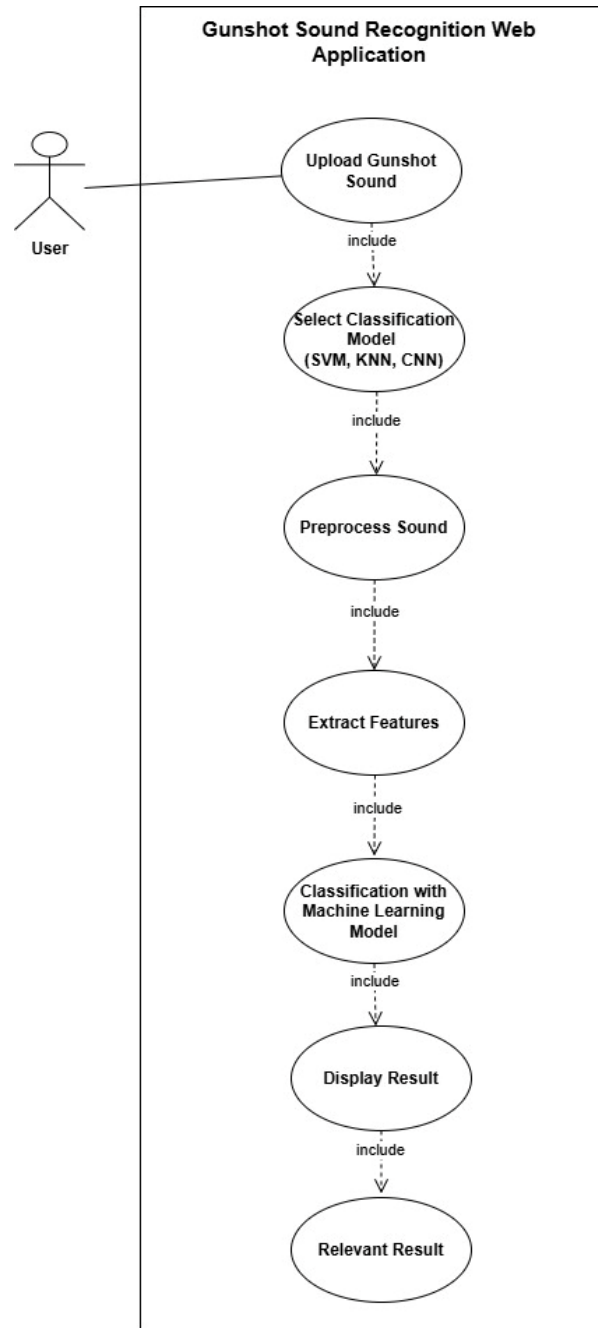 Gunshot Sound Recognition Web
Application
Upload Gunshot
Sound
User
include
Select Classification
Model
(SVM, KNN, CNN)
include
Preprocess Sound
include
Extract Features
include
Classification with
Machine Learning
Model
include
Display Result
include
Relevant Result